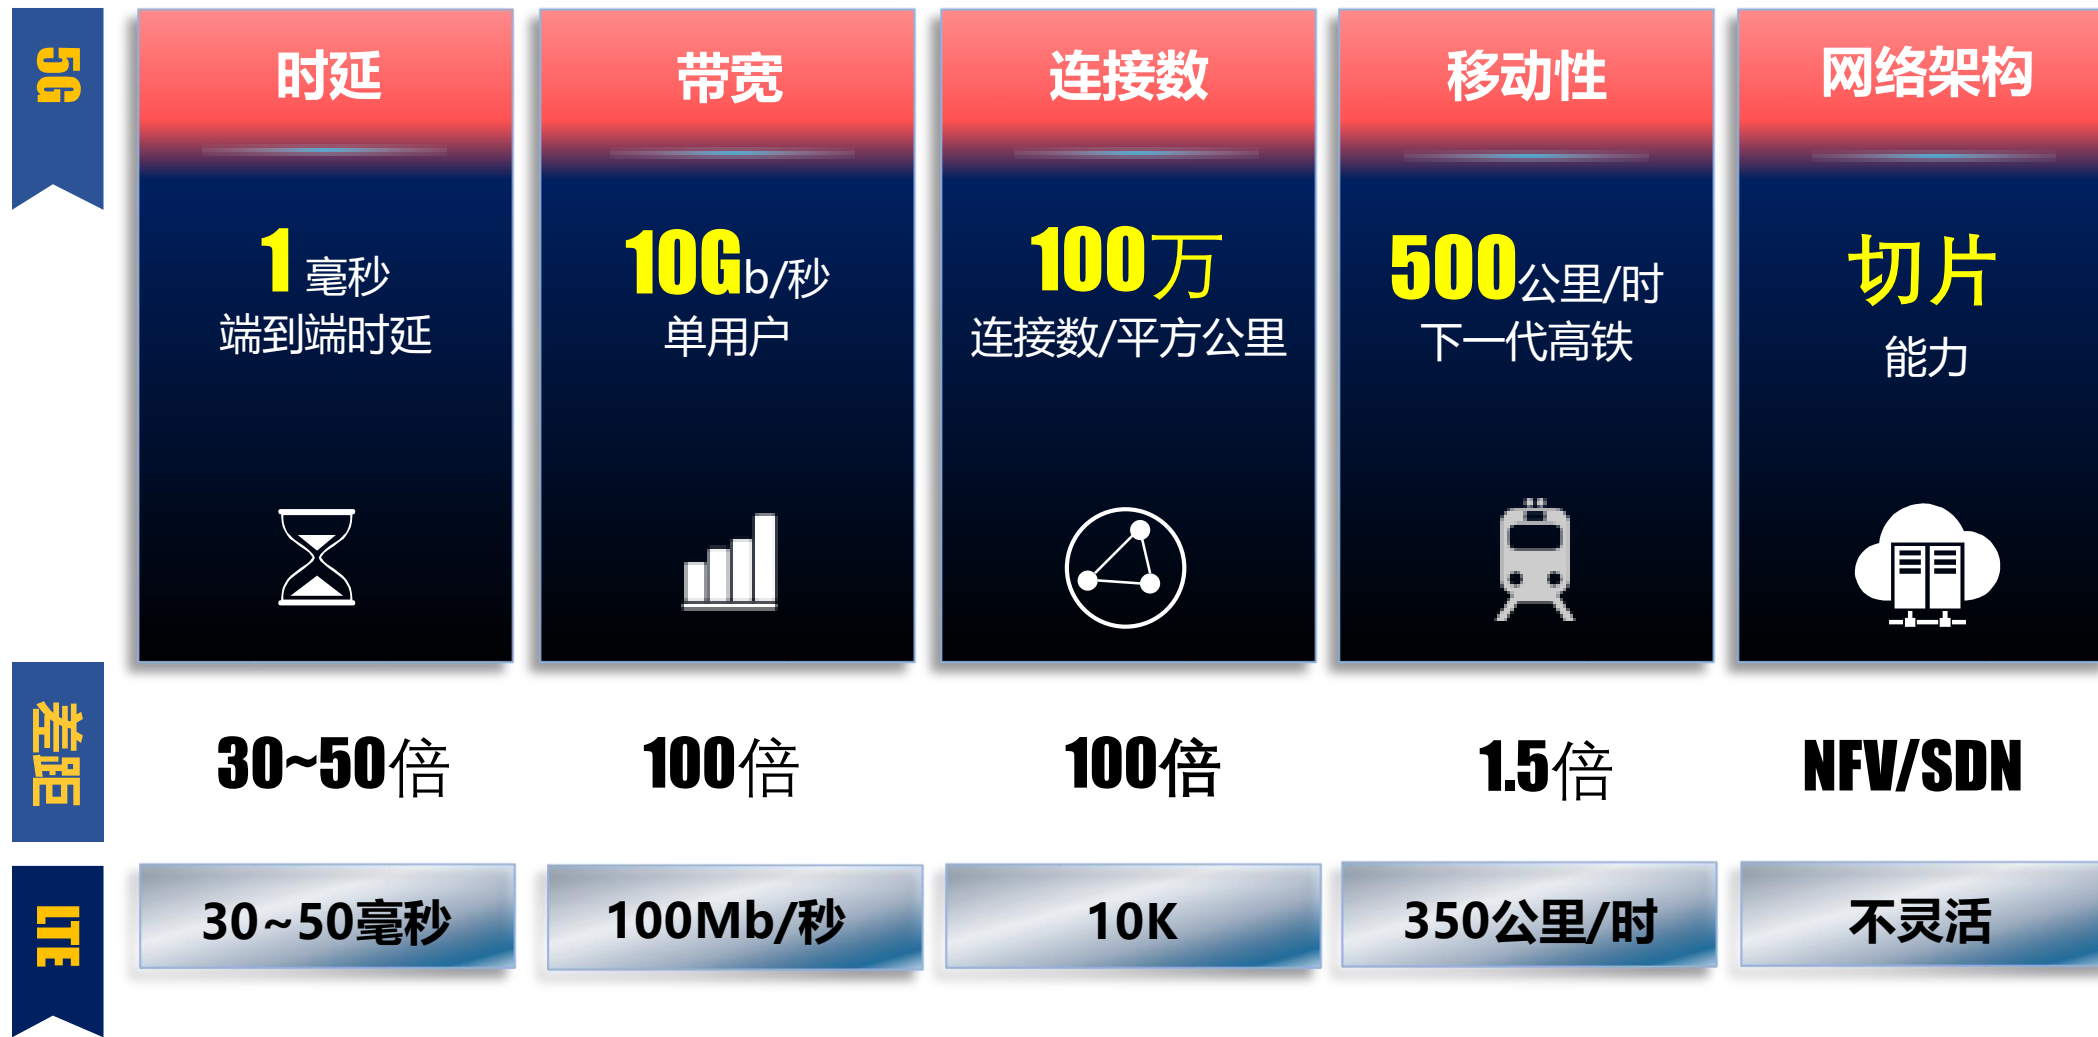 5G
时延
1 毫秒
端到端时延
带宽
10Gb/秒
单用户
连接数
100万
连接数/平方公里
移动性
500公里/时
下一代高铁
网络架构
切片
能力
差距
30~50倍
100倍
100倍
1.5倍
NFV/SDN
LTE
30~50毫秒
100Mb/秒
10K
350公里/时
不灵活